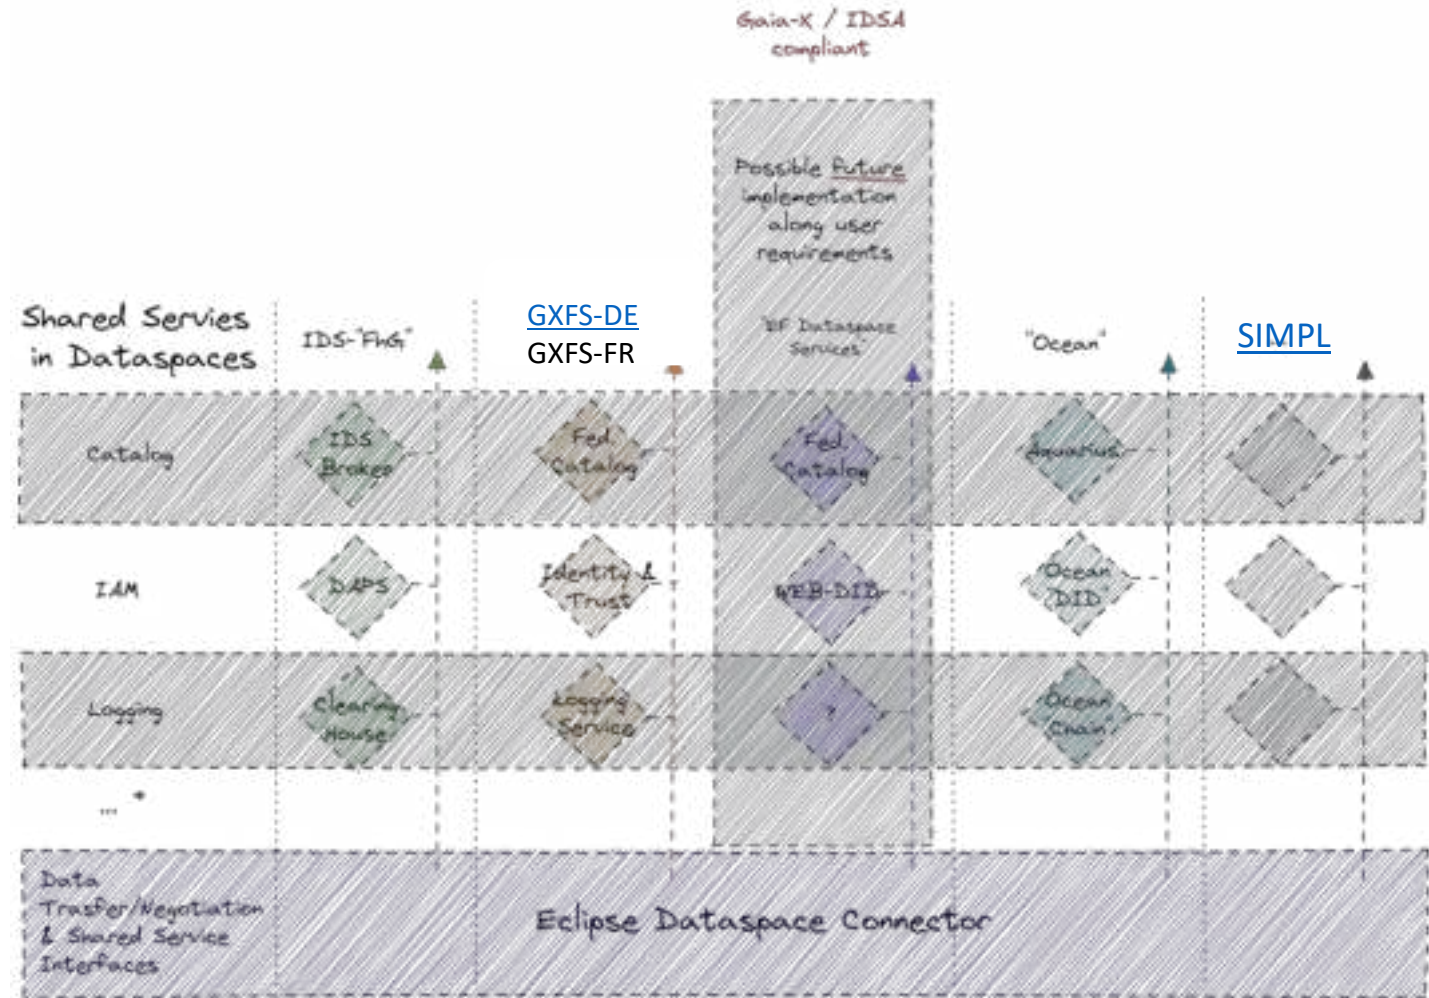 Gaia-X / IDSA
compliant
Possible future
implementation
along user
requirements
Shared Servies
in Dataspaces
IDS-"FhG"
GXFS-DE
GXFS-FR
"EF Dataspace
Services"
"Ocean"
SIMPL
Catalog
IDS
Broker
Fed.
Catalog
Fed.
Catalog
Aquarius
IAM
DAPS
Identity &
Trust
WEB-DID
Ocean
DID
Logging
Clearing
House
Logging
Service
?
Ocean
Chain
... *
Data
Trasfer/Negotiation
& Shared Service
Interfaces
Eclipse Dataspace Connector